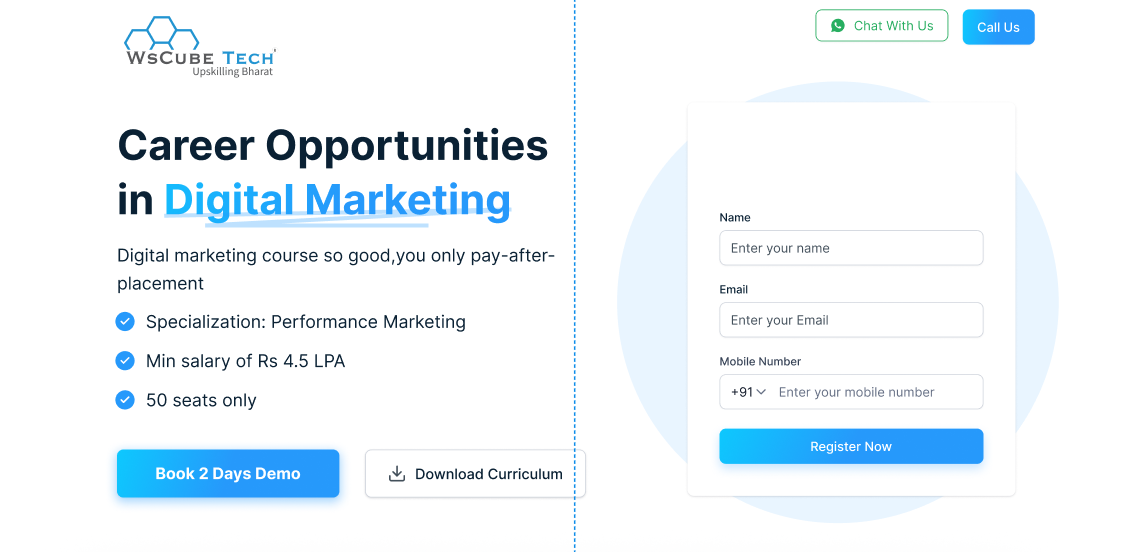 WsCube Tech
Upskilling Bharat
Chat With Us
Call Us
Career Opportunities
in Digital Marketing
Digital marketing course so good,you only pay-after-
placement
Specialization: Performance Marketing
Min salary of Rs 4.5 LPA
50 seats only
Book 2 Days Demo
Download Curriculum
Name
Enter your name
Email
Enter your Email
Mobile Number
+91 Enter your mobile number
Register Now